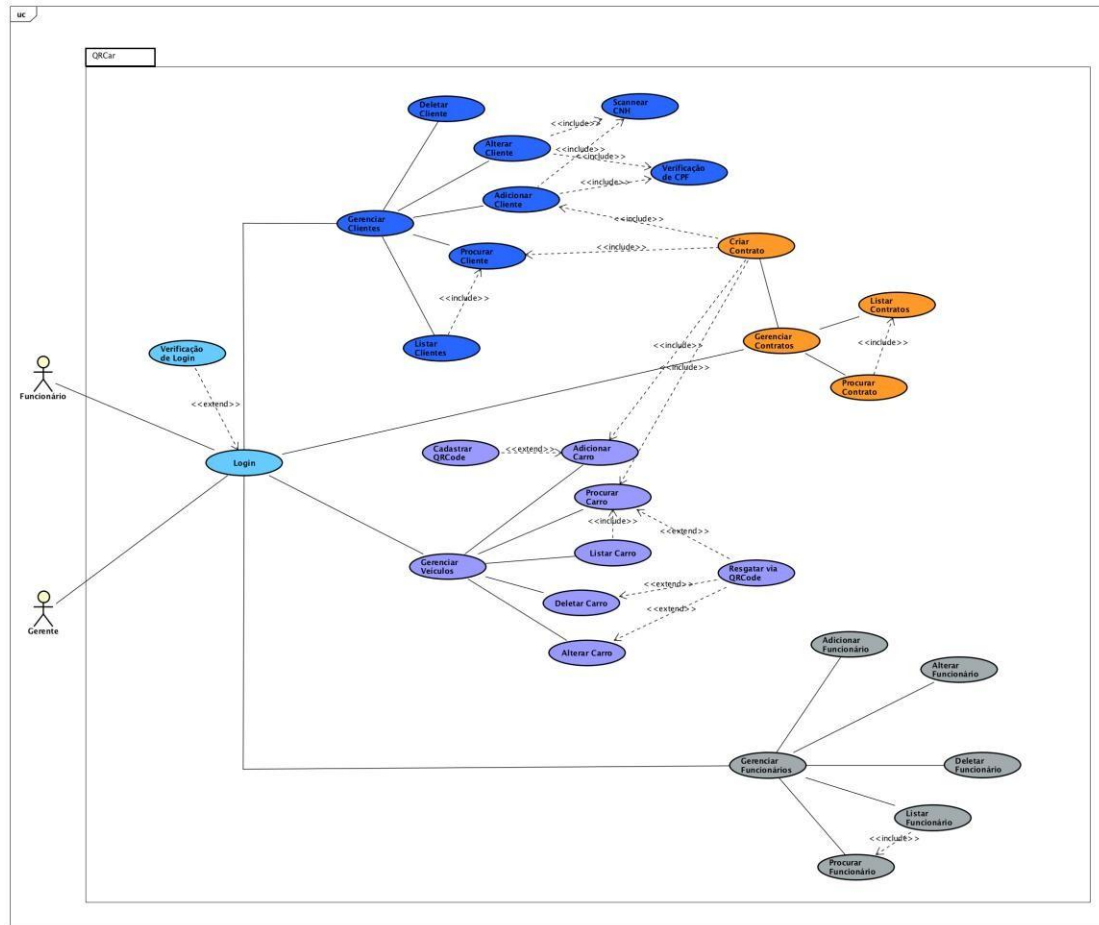 uc
QRCar
Deletar
Cliente
Scannear
CNH
Alterar
Cliente
<<include>>
<<include>>
Verificação
de CPF
<<include>>
Adicionar
Cliente
Gerenciar
Clientes
<<include>>
Criar
Contrato
<<include>>
Procurar
Cliente
<<include>>
Listar
Contratos
Listar
Clientes
Gerenciar
Contratos
<<include>>
<<include>>
<<include>>
Verificação
de Login
Procurar
Contrato
Funcionário
<<extend>>
Cadastrar
QRCode
<<extend>>
Adicionar
Carro
Login
Procurar
Carro
<<include>>
<<extend>>
Listar Carro
Gerenciar
Veículos
Resgatar via
QRCode
<<extend>>
Deletar Carro
<<extend>>
Gerente
Alterar Carro
Adicionar
Funcionário
Alterar
Funcionário
Gerenciar
Funcionários
Deletar
Funcionário
Listar
Funcionário
<<include>>
Procurar
Funcionário